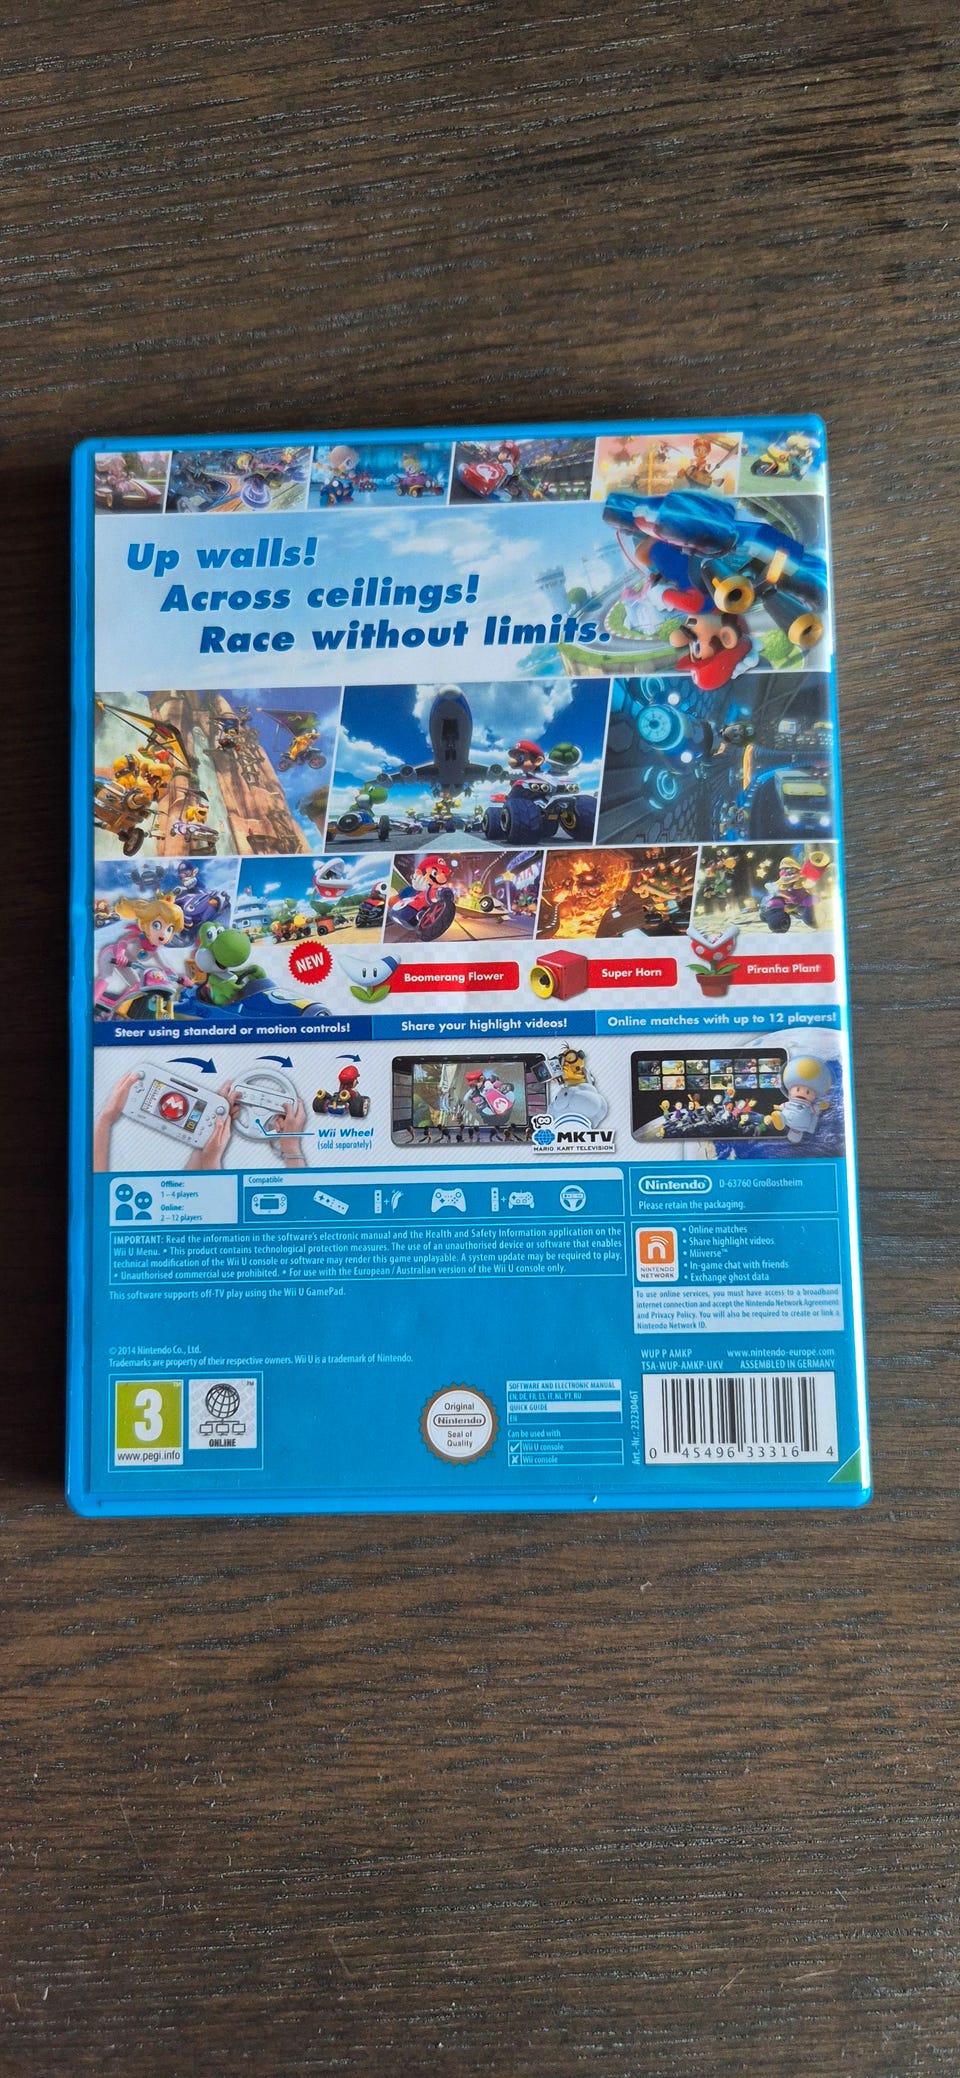 Up walls!
Across ceilings!
Race without limits.
NEW
Boomerang Flower
Super Horn
Piranha Plant
Steer using standard or motion controls!
Share your highlight videos!
Online matches with up to 12 players!
Wii Wheel
(sold separately)
MKTV
MARIO KART TELEVISION
Offline:
1 – 4 players
Online:
2 – 12 players
Compatible
Nintendo
D-63760 Großostheim
Please retain the packaging.
IMPORTANT: Read the information in the software's electronic manual and the Health and Safety Information application on the
Wii U Menu. • This product contains technological protection measures. The use of an unauthorised device or software that enables
technical modification of the Wii U console or software may render this game unplayable. A system update may be required to play.
• Unauthorised commercial use prohibited. • For use with the European / Australian version of the Wii U console only.
This software supports off-TV play using the Wii U GamePad.
NINTENDO
NETWORK
• Online matches
• Share highlight videos
• Miiverse™
• In-game chat with friends
• Exchange ghost data
To use online services, you must have access to a broadband
internet connection and accept the Nintendo Network Agreement
and Privacy Policy. You will also be required to create or link a
Nintendo Network ID.
© 2014 Nintendo Co., Ltd.
Trademarks are property of their respective owners. Wii U is a trademark of Nintendo.
WUP P AMKP
www.nintendo-europe.com
TSA-WUP-AMKP-UKV
ASSEMBLED IN GERMANY
3
www.pegi.info
™
ONLINE
™
Original
Nintendo
Seal of
Quality
SOFTWARE AND ELECTRONIC MANUAL
EN, DE, FR, ES, IT, NL, PT, RU
QUICK GUIDE
EN
Can be used with
Wii U console
Wii console
Art.-Nr.: 2323046T
0 45496 33316 4